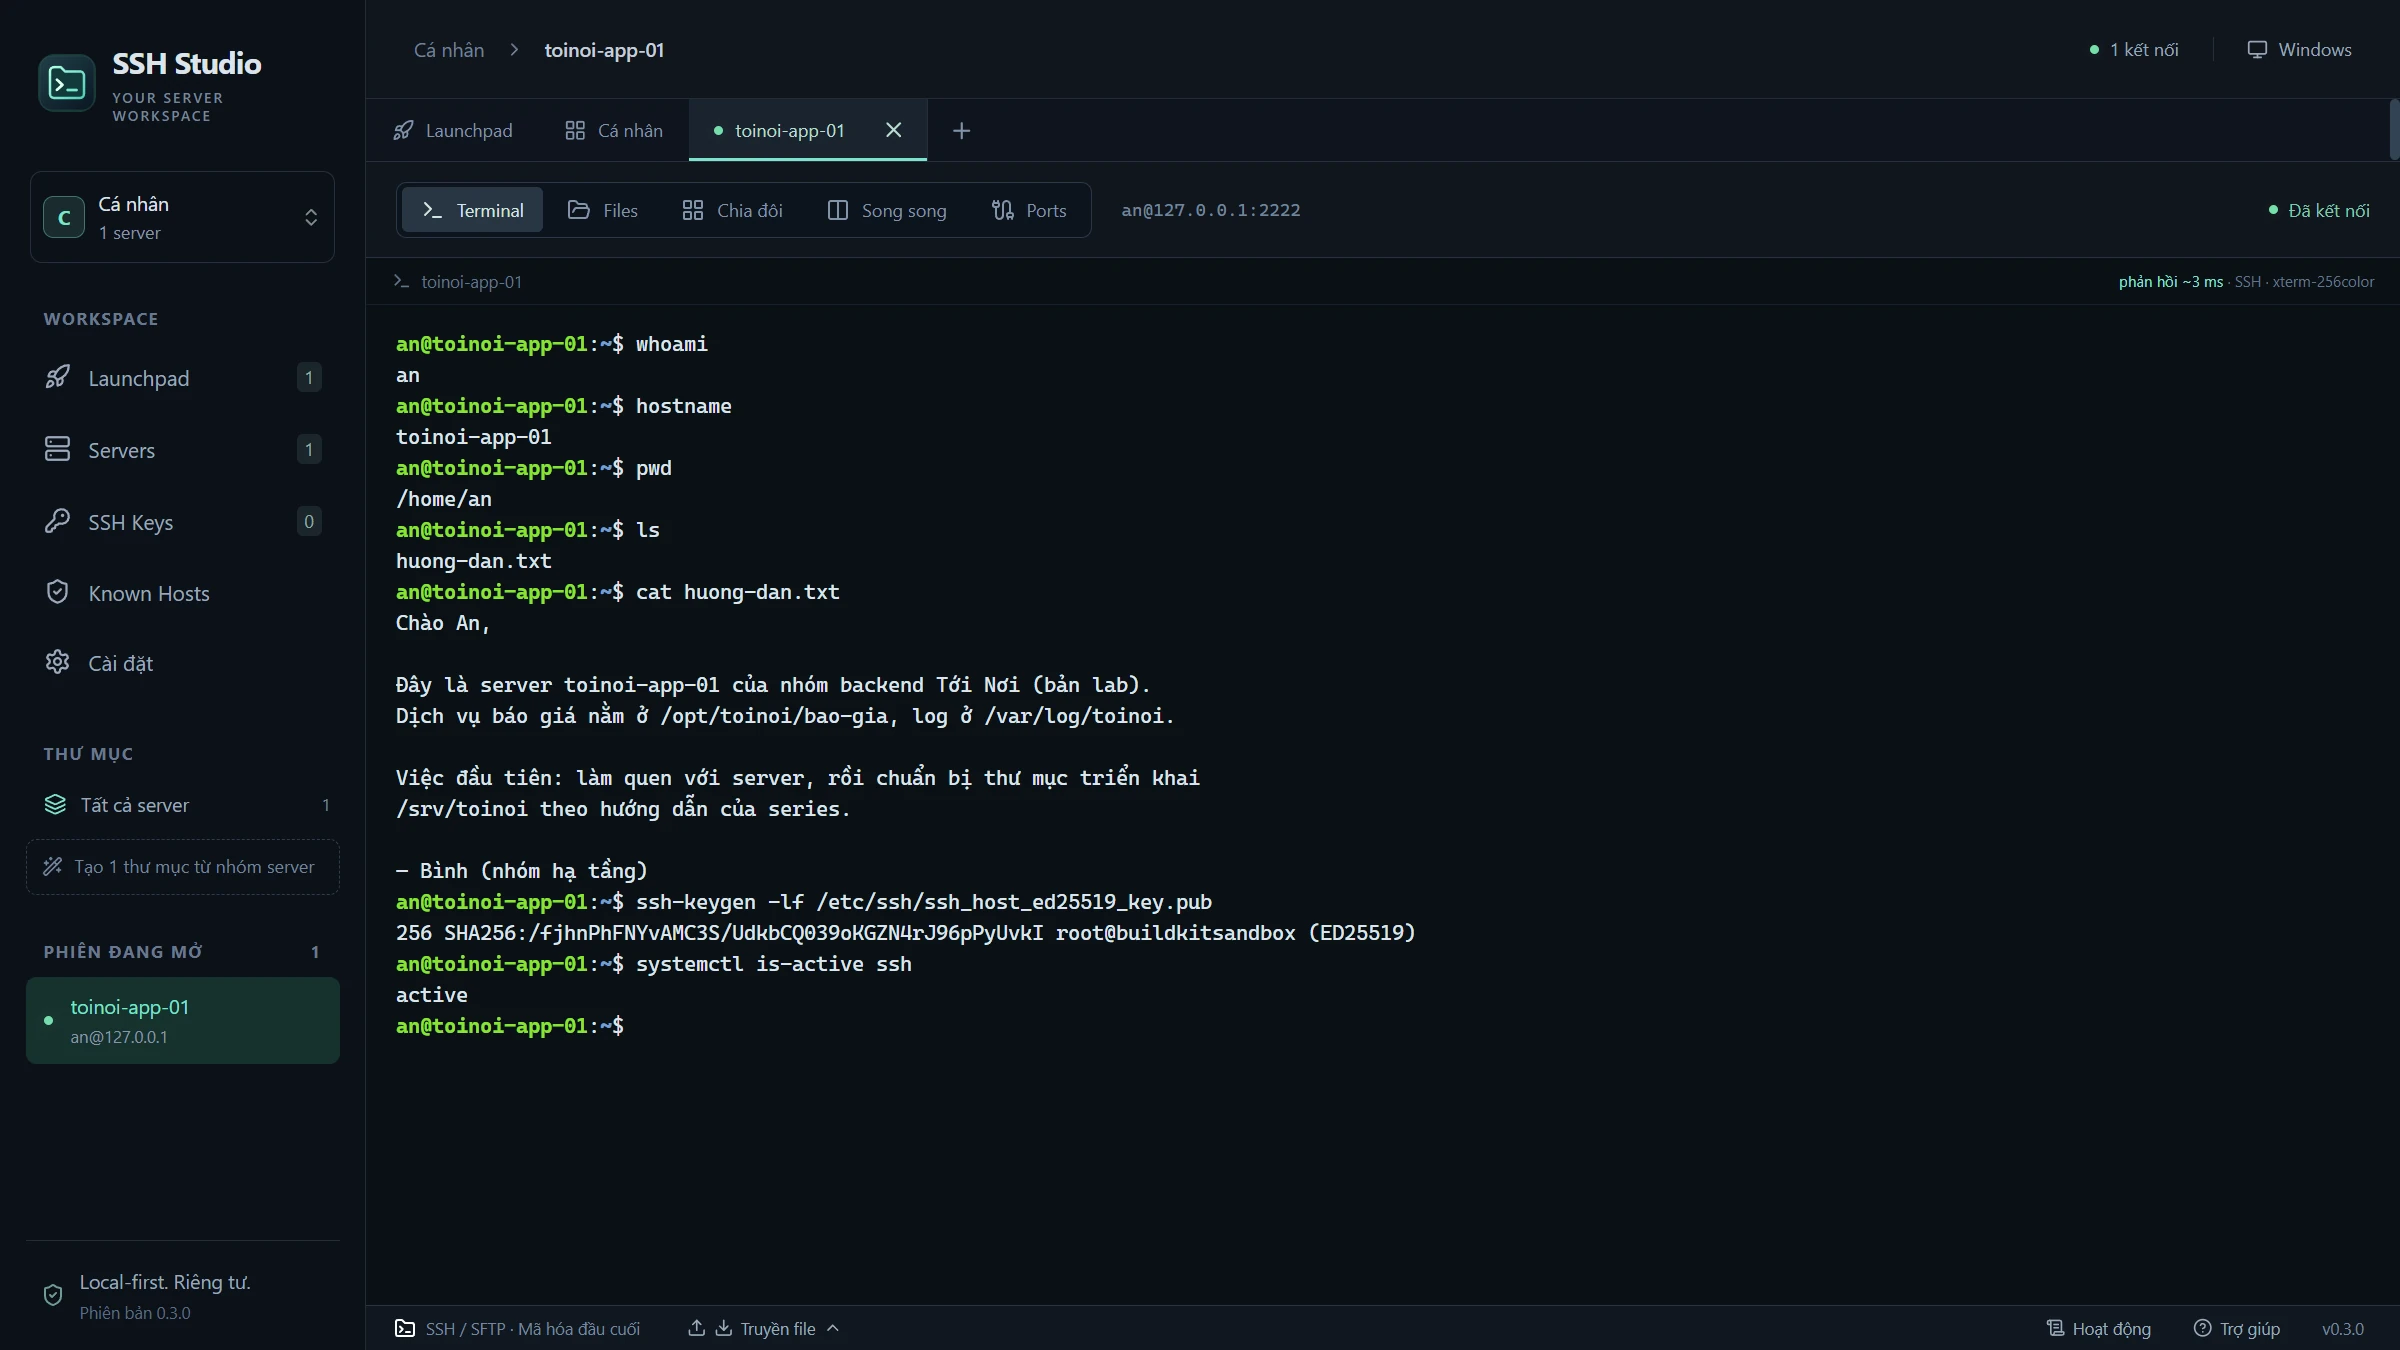 SSH Studio
YOUR SERVER
WORKSPACE
C
Cá nhân
1 server
WORKSPACE
Launchpad 1
Servers 1
SSH Keys 0
Known Hosts
Cài đặt
THƯ MỤC
Tất cả server 1
Tạo 1 thư mục từ nhóm server
PHIÊN ĐANG MỞ 1
toinoi-app-01
an@127.0.0.1
Local-first. Riêng tư.
Phiên bản 0.3.0
Cá nhân > toinoi-app-01
1 kết nối
Windows
Launchpad
Cá nhân
toinoi-app-01
Terminal
Files
Chia đôi
Song song
Ports
an@127.0.0.1:2222
Đã kết nối
toinoi-app-01
phản hồi ~3 ms · SSH · xterm-256color
an@toinoi-app-01:~$ whoami
an
an@toinoi-app-01:~$ hostname
toinoi-app-01
an@toinoi-app-01:~$ pwd
/home/an
an@toinoi-app-01:~$ ls
huong-dan.txt
an@toinoi-app-01:~$ cat huong-dan.txt
Chào An,
Đây là server toinoi-app-01 của nhóm backend Tới Nơi (bản lab).
Dịch vụ báo giá nằm ở /opt/toinoi/bao-gia, log ở /var/log/toinoi.
Việc đầu tiên: làm quen với server, rồi chuẩn bị thư mục triển khai
/srv/toinoi theo hướng dẫn của series.
— Bình (nhóm hạ tầng)
an@toinoi-app-01:~$ ssh-keygen -lf /etc/ssh/ssh_host_ed25519_key.pub
256 SHA256:/fjhnPhFNYvAMC3S/UdkbCQ039oKGZN4rJ96pPyUvkI root@buildkitsandbox (ED25519)
an@toinoi-app-01:~$ systemctl is-active ssh
active
an@toinoi-app-01:~$
SSH / SFTP · Mã hóa đầu cuối
Truyền file
Hoạt động
Trợ giúp
v0.3.0